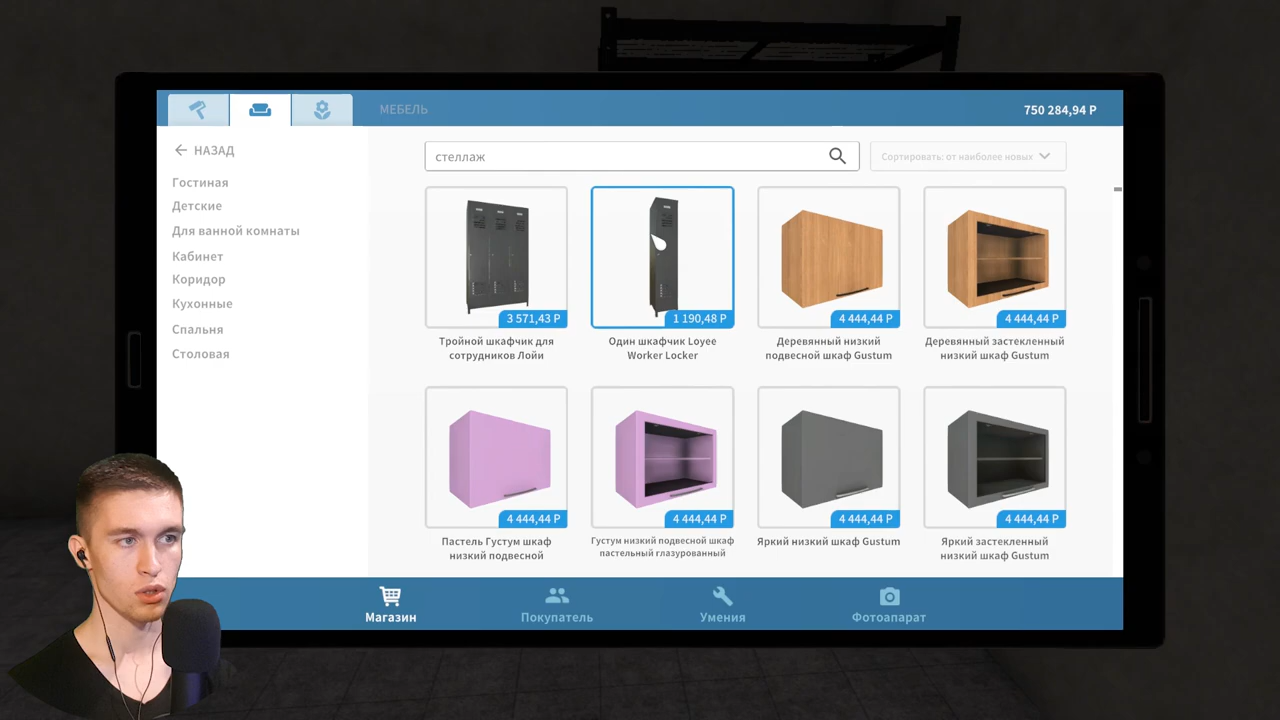 МЕБЕЛЬ
750 284,94 Р
НАЗАД
Гостиная
Детские
Для ванной комнаты
Кабинет
Коридор
Кухонные
Спальня
Столовая
стеллаж
Сортировать: от наиболее новых
3 571,43 Р
1 190,48 Р
4 444,44 Р
4 444,44 Р
Тройной шкафчик для
сотрудников Лойи
Один шкафчик Loyee
Worker Locker
Деревянный низкий
подвесной шкаф Gustum
Деревянный застекленный
низкий шкаф Gustum
4 444,44 Р
4 444,44 Р
4 444,44 Р
4 444,44 Р
Пастель Густум шкаф
низкий подвесной
Густум низкий подвесной шкаф
пастельный глазурованный
Яркий низкий шкаф Gustum
Яркий застекленный
низкий шкаф Gustum
Магазин
Покупатель
Умения
Фотоапарат